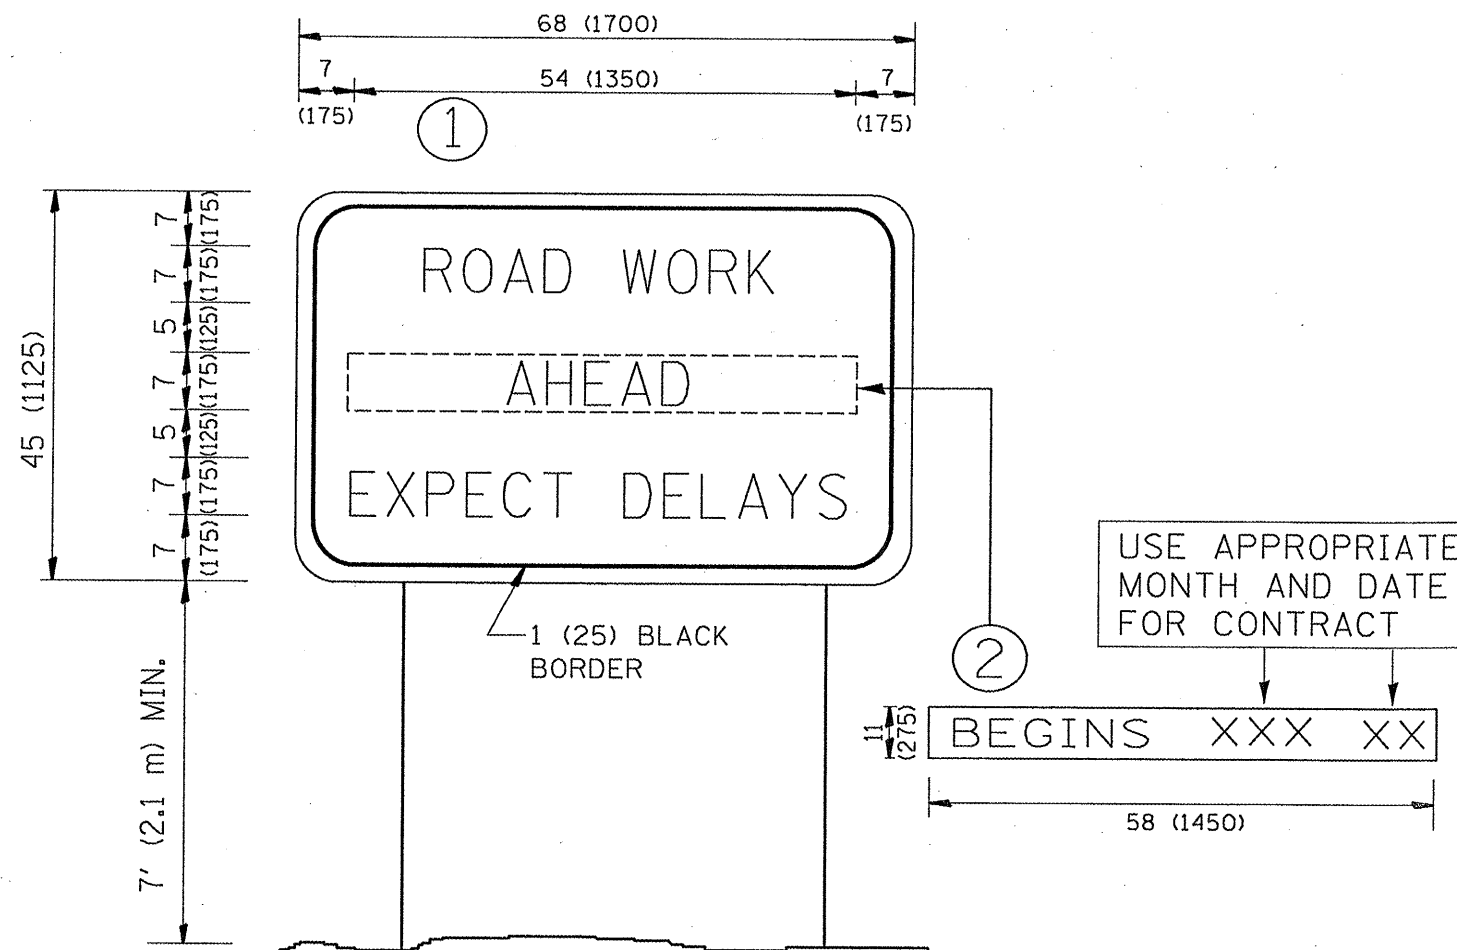 68 (1700)
7
54 (1350)
7
(175)
(175)
1
45 (1125)
7 (175)
7 (175)
5 (125)
7 (175)
5 (125)
7 (175)
7 (175)
ROAD WORK
AHEAD
EXPECT DELAYS
1 (25) BLACK
BORDER
7' (2.1 m) MIN.
2
USE APPROPRIATE
MONTH AND DATE
FOR CONTRACT
11
(275)
BEGINS XXX XX
58 (1450)